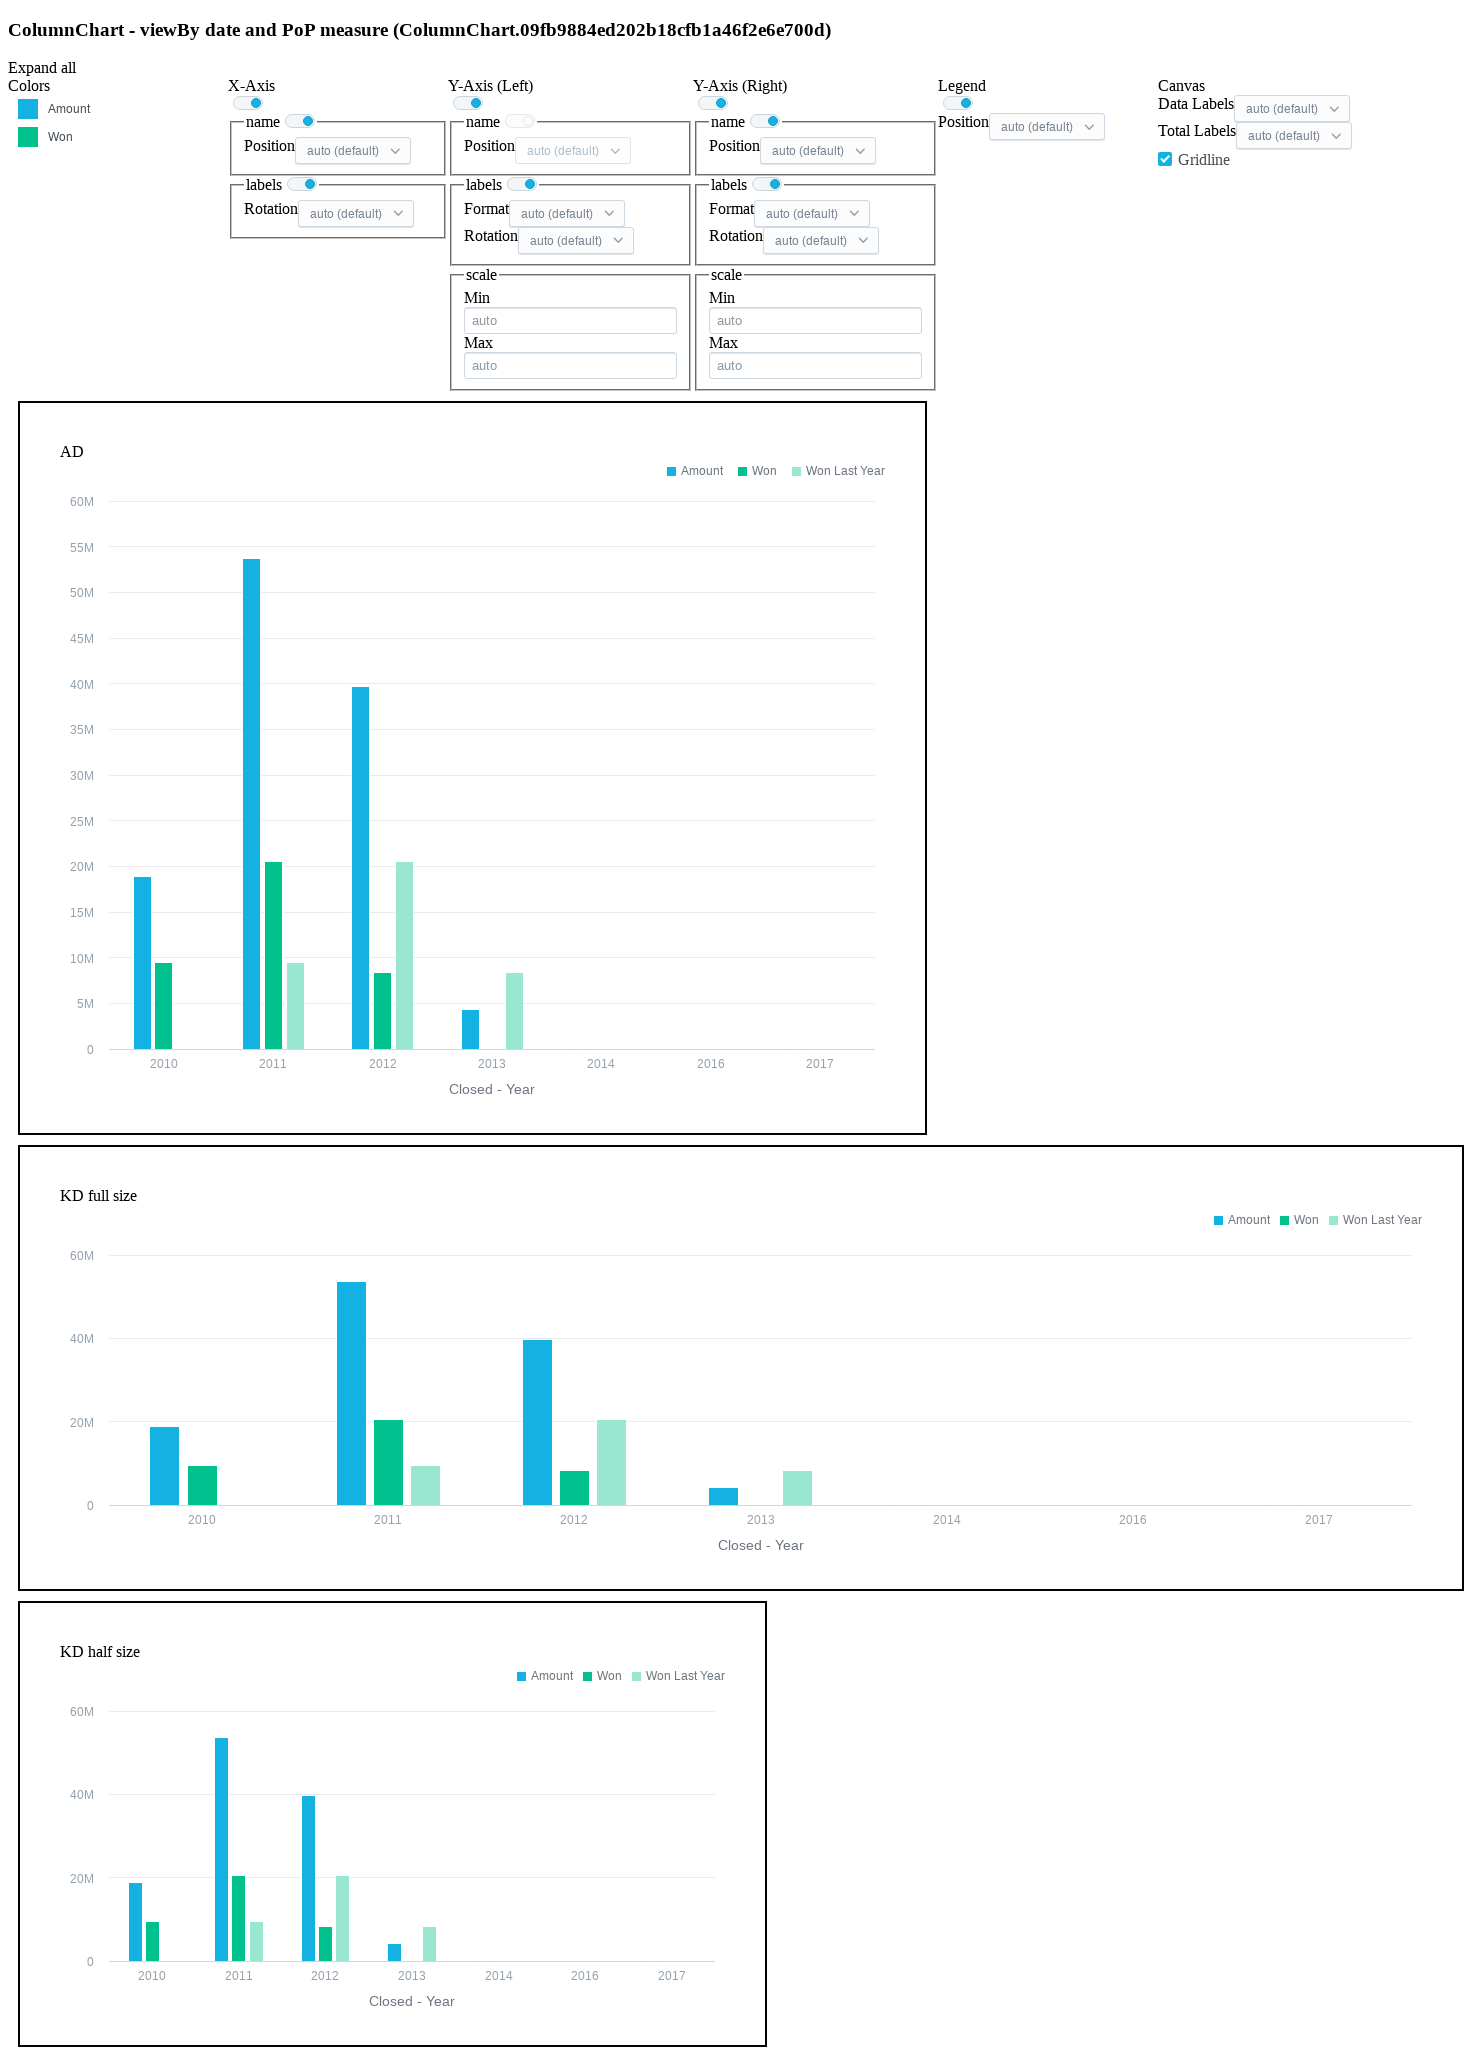 ColumnChart - viewBy date and PoP measure (ColumnChart.09fb9884ed202b18cfb1a46f2e6e700d)
Expand all
Colors
Amount
Won
X-Axis
name
Position auto (default)
labels
Rotation auto (default)
Y-Axis (Left)
name
Position auto (default)
labels
Format auto (default)
Rotation auto (default)
scale
Min
auto
Max
auto
Y-Axis (Right)
name
Position auto (default)
labels
Format auto (default)
Rotation auto (default)
scale
Min
auto
Max
auto
Legend
Position auto (default)
Canvas
Data Labels auto (default)
Total Labels auto (default)
Gridline
AD
Amount Won Won Last Year
60M
55M
50M
45M
40M
35M
30M
25M
20M
15M
10M
5M
0
2010 2011 2012 2013 2014 2016 2017
Closed - Year
KD full size
Amount Won Won Last Year
60M
40M
20M
0
2010 2011 2012 2013 2014 2016 2017
Closed - Year
KD half size
Amount Won Won Last Year
60M
40M
20M
0
2010 2011 2012 2013 2014 2016 2017
Closed - Year